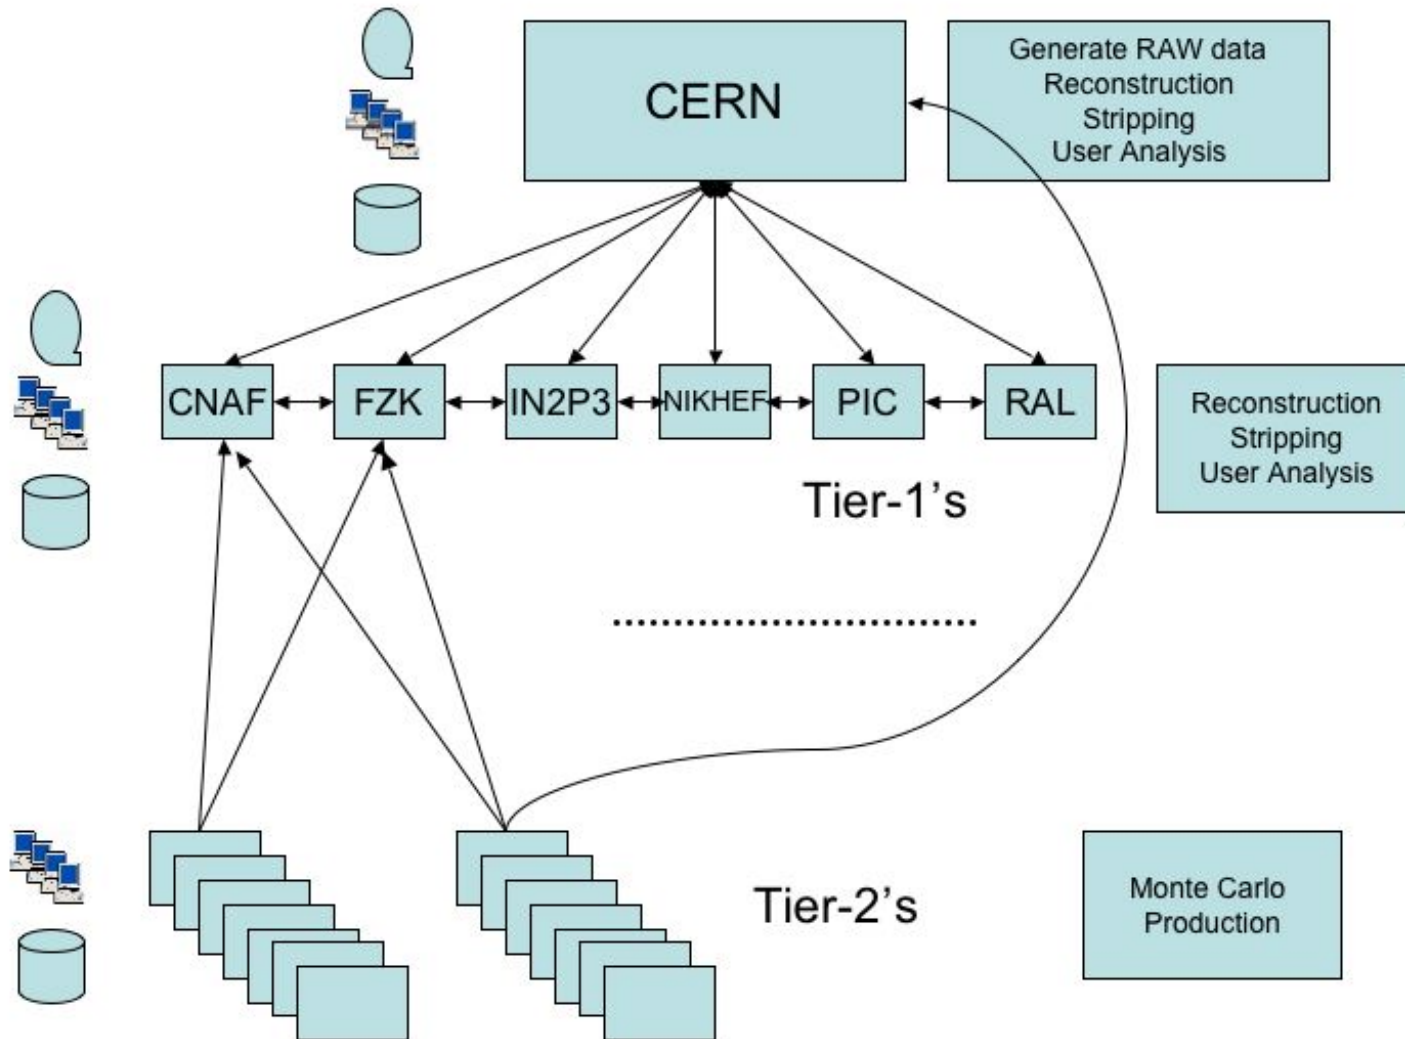 CERN
Generate RAW data
Reconstruction
Stripping
User Analysis
CNAF
FZK
IN2P3
NIKHEF
PIC
RAL
Reconstruction
Stripping
User Analysis
Tier-1's
Tier-2's
Monte Carlo
Production